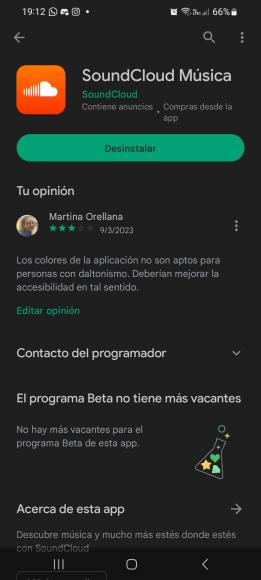 19:12
66%
SoundCloud Música
SoundCloud
Contiene anuncios • Compras desde la
app
Desinstalar
Tu opinión
Martina Orellana
9/3/2023
Los colores de la aplicación no son aptos para
personas con daltonismo. Deberían mejorar la
accesibilidad en tal sentido.
Editar opinión
Contacto del programador
El programa Beta no tiene más vacantes
No hay más vacantes para el
programa Beta de esta app.
Acerca de esta app
Descubre música y mucho más estés donde estés
con SoundCloud